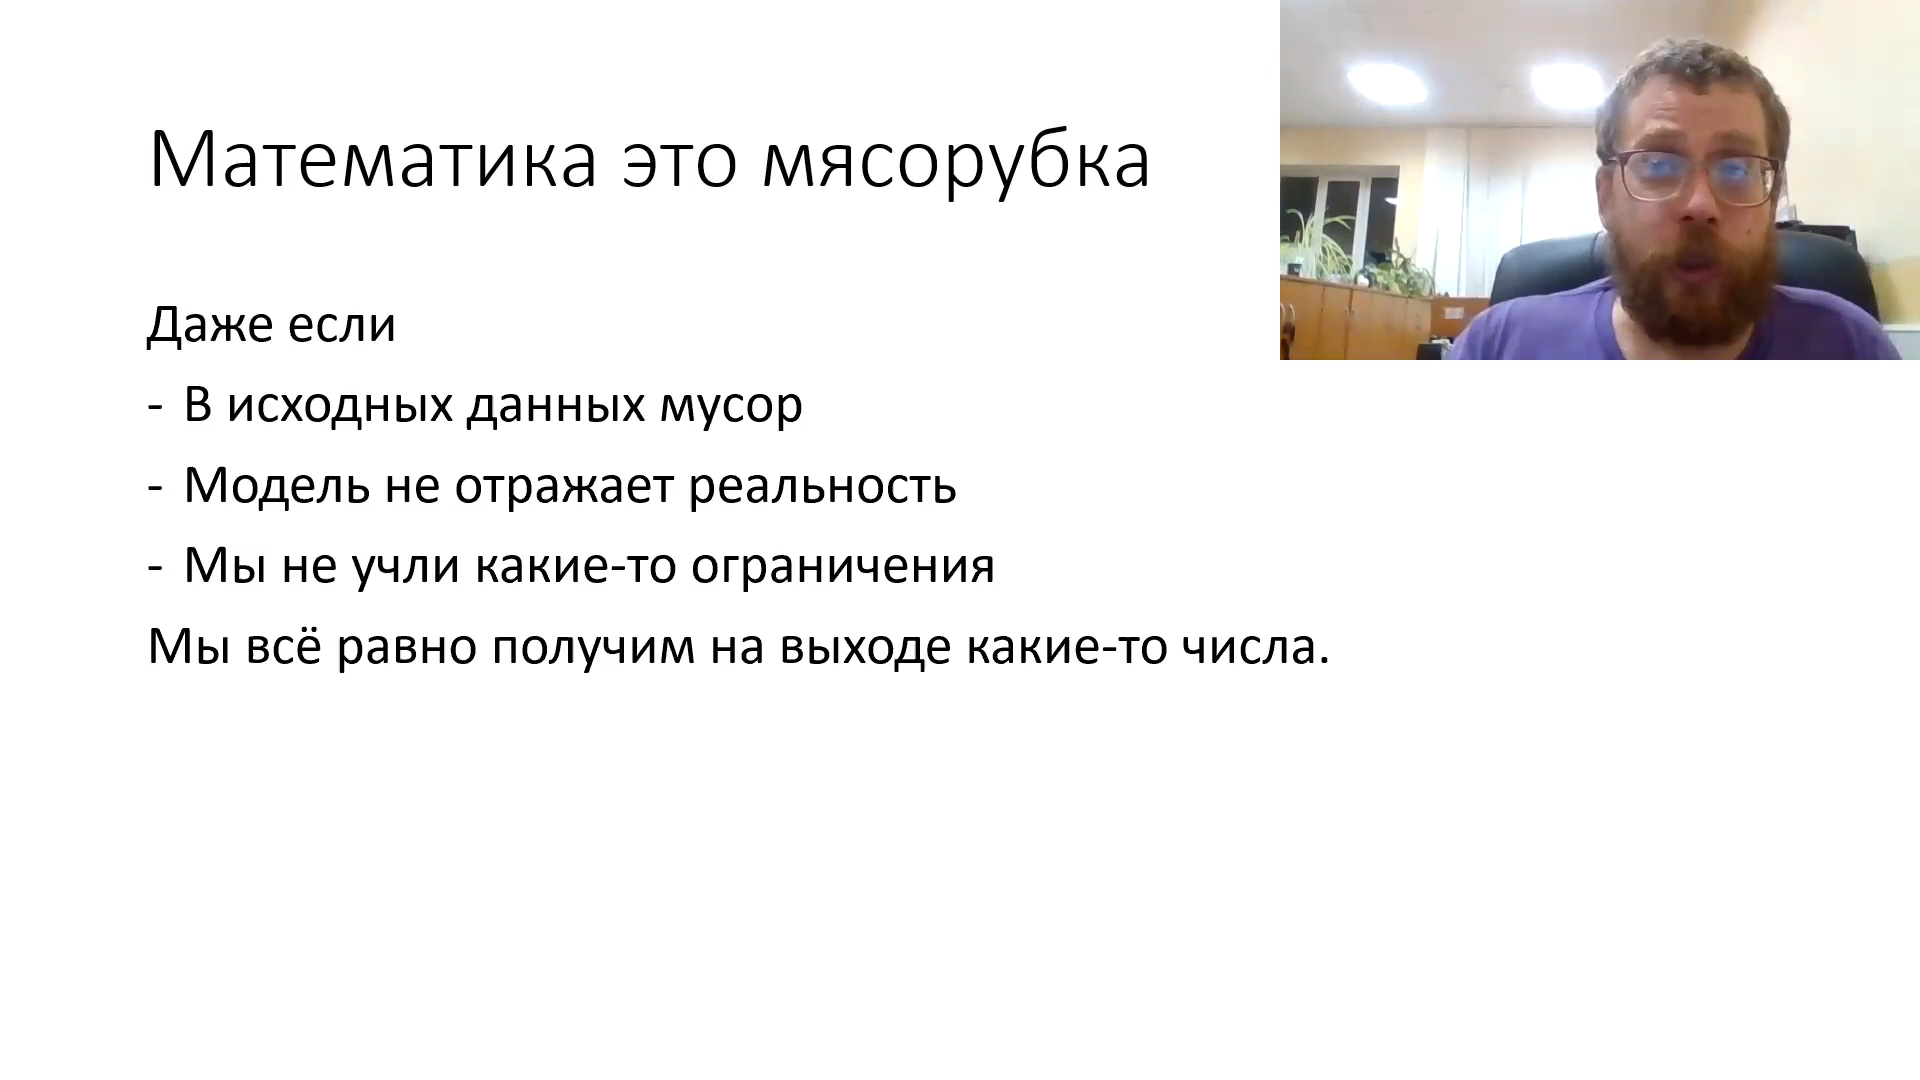 Математика это мясорубка
Даже если
- В исходных данных мусор
- Модель не отражает реальность
- Мы не учли какие-то ограничения
Мы всё равно получим на выходе какие-то числа.